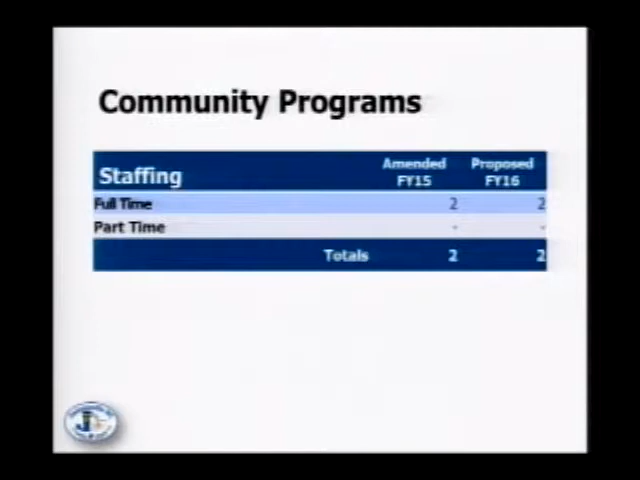 Community Programs
Staffing Amended FY15 Proposed FY16
Full Time 2 2
Part Time - -
Totals 2 2